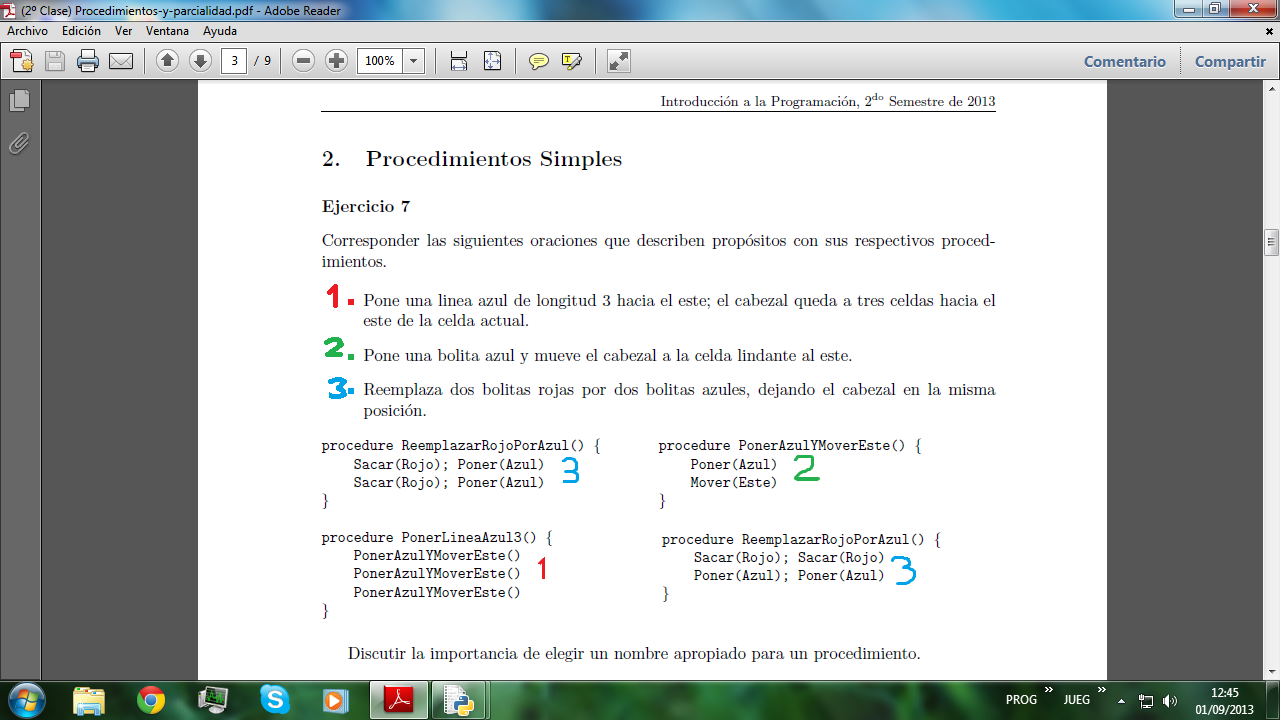 (2º Clase) Procedimientos-y-parcialidad.pdf - Adobe Reader
Archivo Edición Ver Ventana Ayuda
3 / 9 100% Comentario Compartir
Introducción a la Programación, 2do Semestre de 2013
2. Procedimientos Simples
Ejercicio 7
Corresponder las siguientes oraciones que describen propósitos con sus respectivos proced-
imientos.
1 Pone una linea azul de longitud 3 hacia el este; el cabezal queda a tres celdas hacia el
este de la celda actual.
2 Pone una bolita azul y mueve el cabezal a la celda lindante al este.
3 Reemplaza dos bolitas rojas por dos bolitas azules, dejando el cabezal en la misma
posición.
procedure ReemplazarRojoPorAzul() {
Sacar(Rojo); Poner(Azul)
Sacar(Rojo); Poner(Azul)
3
}
procedure PonerAzulYMoverEste() {
Poner(Azul)
Mover(Este)
2
}
procedure PonerLineaAzul3() {
PonerAzulYMoverEste()
PonerAzulYMoverEste()
PonerAzulYMoverEste()
1
}
procedure ReemplazarRojoPorAzul() {
Sacar(Rojo); Sacar(Rojo)
Poner(Azul); Poner(Azul)
3
}
Discutir la importancia de elegir un nombre apropiado para un procedimiento.
PROG » JUEG » 12:45
01/09/2013